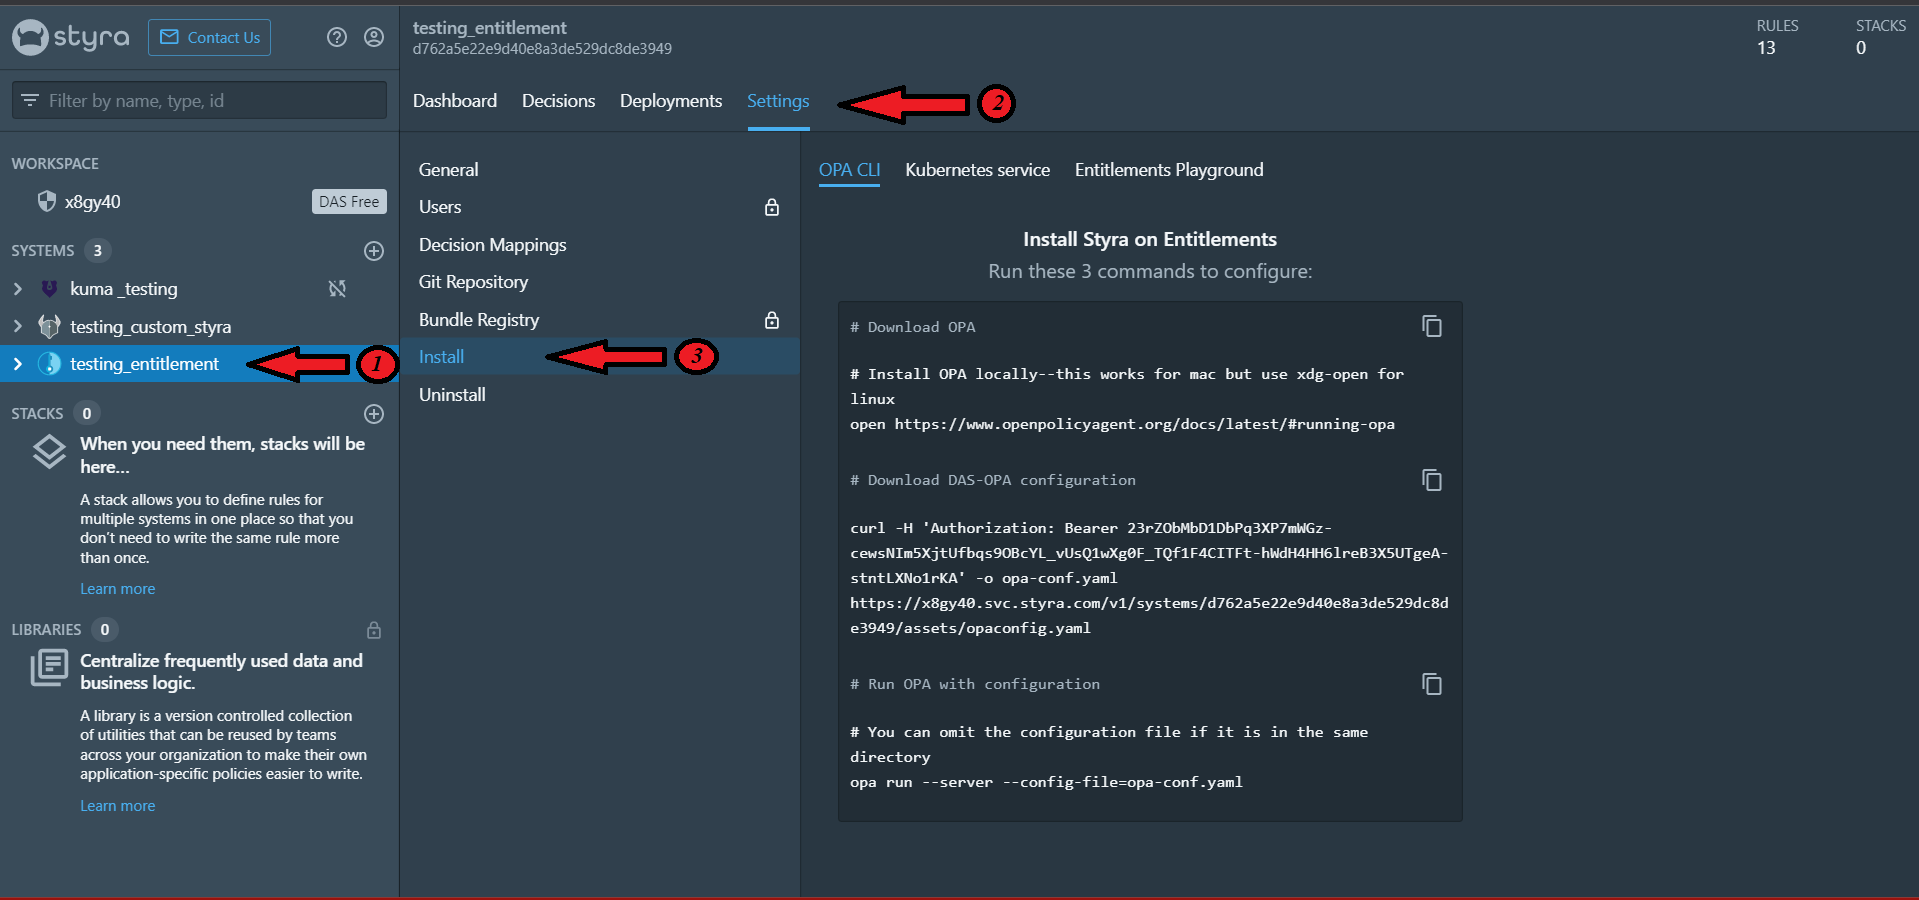 styra
Contact Us
Filter by name, type, id
WORKSPACE
x8gy40
DAS Free
SYSTEMS 3
kuma _testing
testing_custom_styra
testing_entitlement
1
STACKS 0
When you need them, stacks will be
here...
A stack allows you to define rules for
multiple systems in one place so that you
don't need to write the same rule more
than once.
Learn more
LIBRARIES 0
Centralize frequently used data and
business logic.
A library is a version controlled collection
of utilities that can be reused by teams
across your organization to make their own
application-specific policies easier to write.
Learn more
testing_entitlement
d762a5e22e9d40e8a3de529dc8de3949
RULES
13
STACKS
0
Dashboard Decisions Deployments Settings
2
General
Users
Decision Mappings
Git Repository
Bundle Registry
Install
3
Uninstall
OPA CLI Kubernetes service Entitlements Playground
Install Styra on Entitlements
Run these 3 commands to configure:
# Download OPA
# Install OPA locally--this works for mac but use xdg-open for
linux
open https://www.openpolicyagent.org/docs/latest/#running-opa
# Download DAS-OPA configuration
curl -H 'Authorization: Bearer 23rZObMbD1DbPq3XP7mWGz-
cewsNIm5XjtUfbqs9OBcYL_vUsQ1wXg0F_TQf1F4CITFt-hWdH4HH6lreB3X5UTgeA-
stntLXNo1rKA' -o opa-conf.yaml
https://x8gy40.svc.styra.com/v1/systems/d762a5e22e9d40e8a3de529dc8d
e3949/assets/opaconfig.yaml
# Run OPA with configuration
# You can omit the configuration file if it is in the same
directory
opa run --server --config-file=opa-conf.yaml